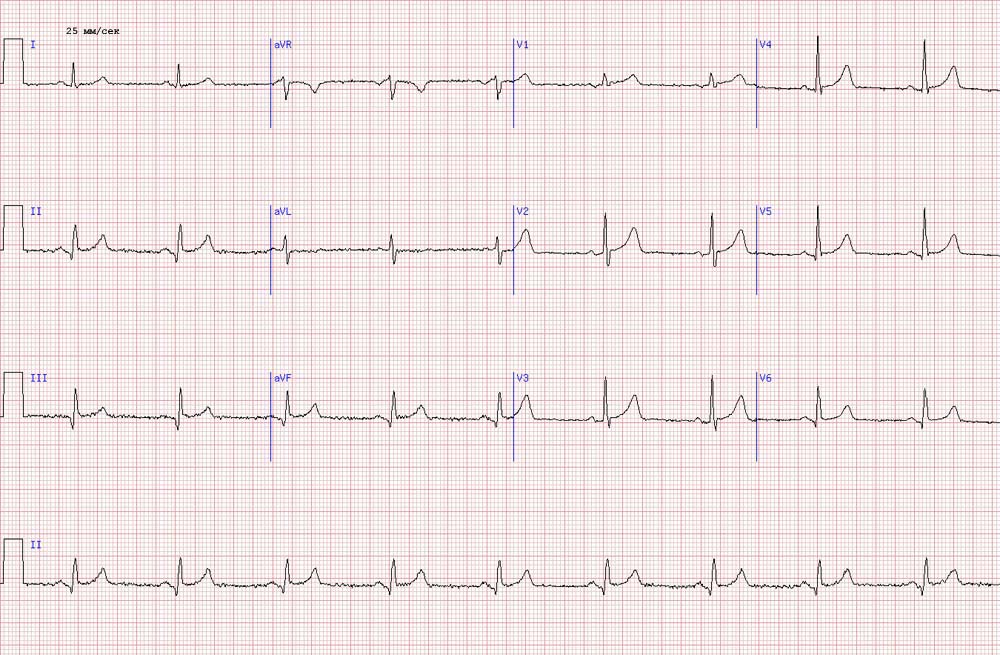 25 мм/сек
I aVR V1 V4
II aVL V2 V5
III aVF V3 V6
II